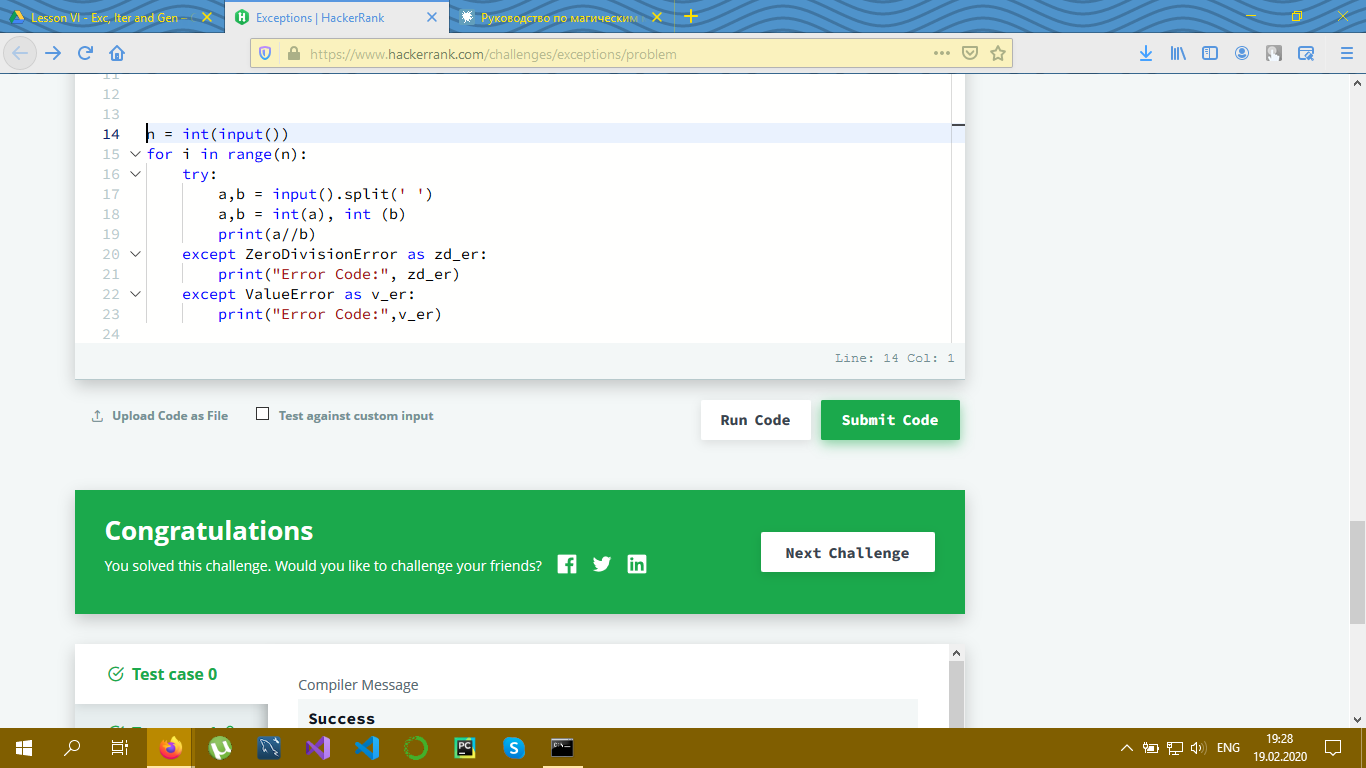 Lesson VI - Exc, Iter and Gen –
Exceptions | HackerRank
Руководство по магическим
https://www.hackerrank.com/challenges/exceptions/problem
11
12
13
14 n = int(input())
15 for i in range(n):
16 try:
17 a,b = input().split(' ')
18 a,b = int(a), int (b)
19 print(a//b)
20 except ZeroDivisionError as zd_er:
21 print("Error Code:", zd_er)
22 except ValueError as v_er:
23 print("Error Code:",v_er)
24
Line: 14 Col: 1
Upload Code as File Test against custom input Run Code Submit Code
Congratulations
You solved this challenge. Would you like to challenge your friends?
Next Challenge
Test case 0
Compiler Message
Success
ENG
19:28
19.02.2020